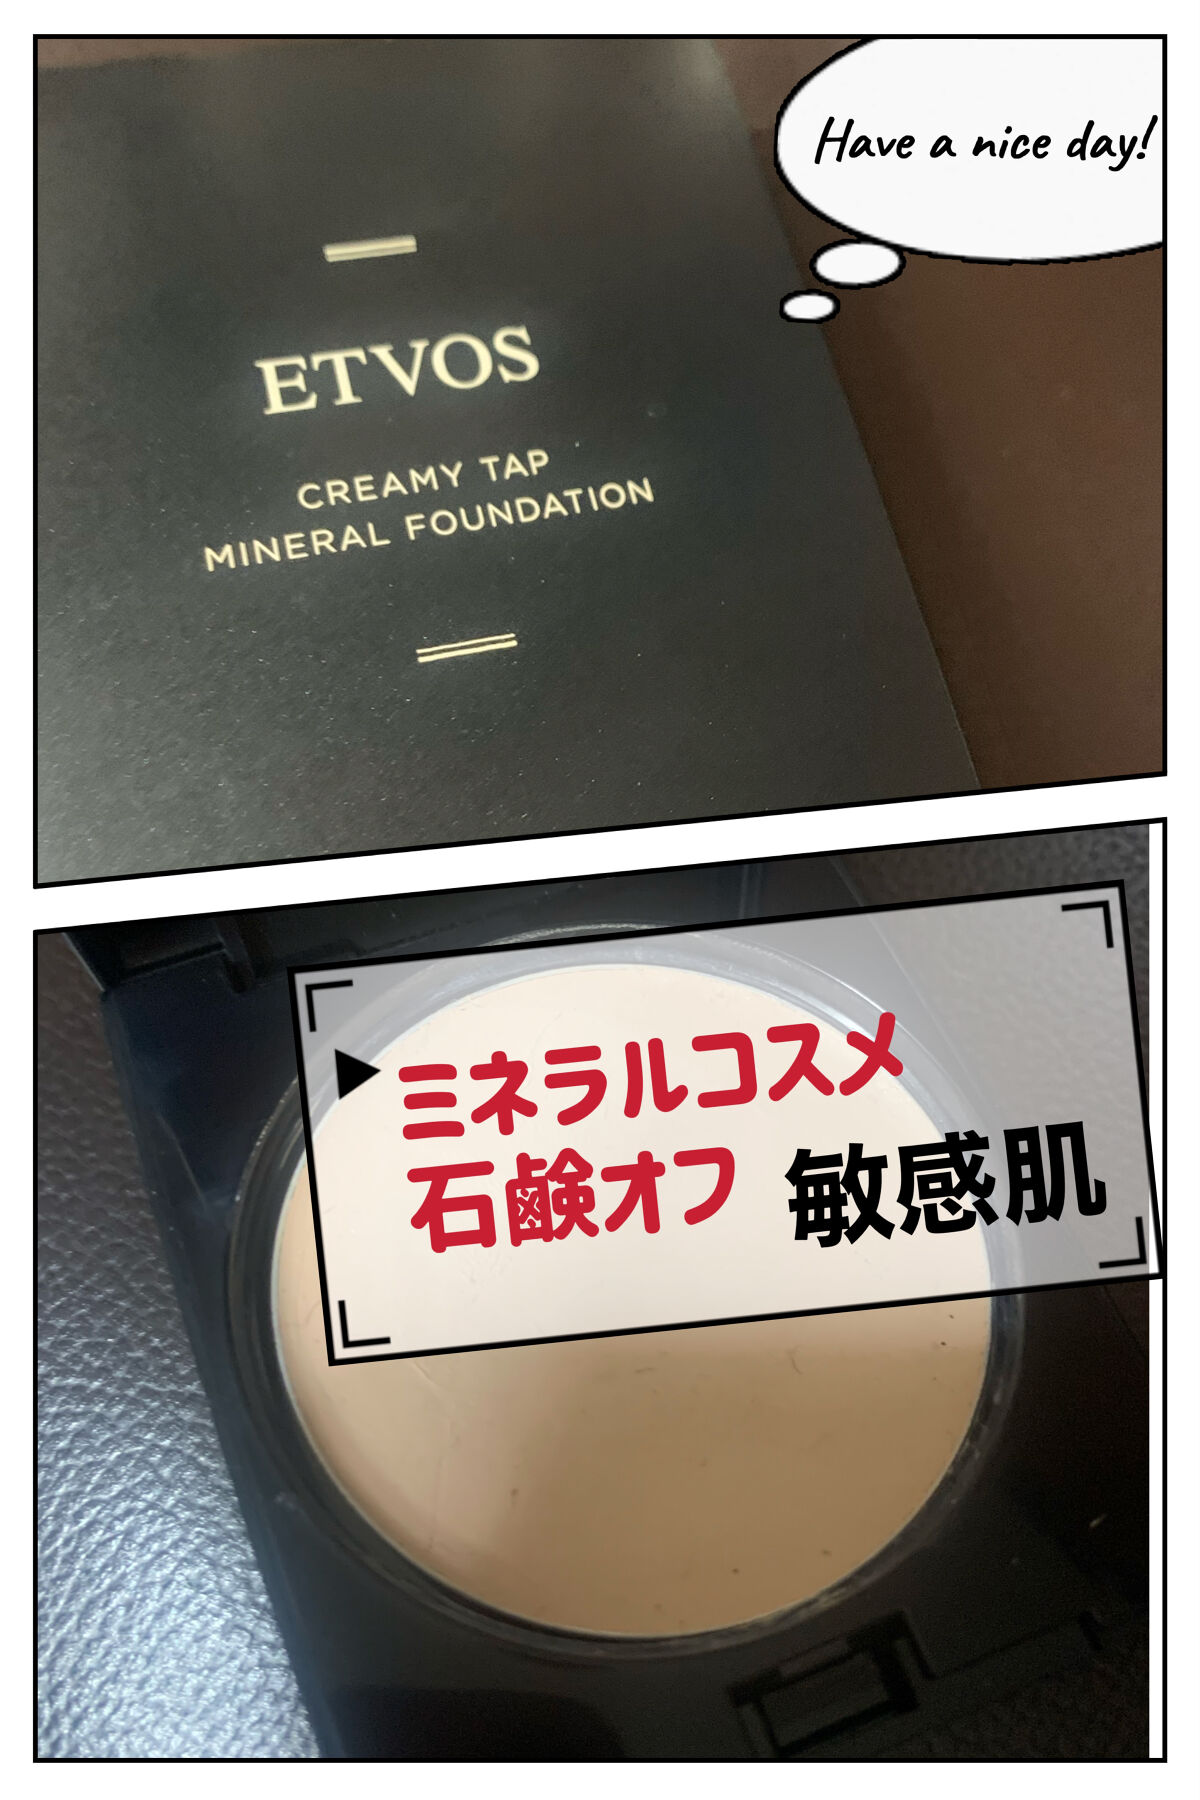 Have a nice day!
ETVOS
CREAMY TAP
MINERAL FOUNDATION
ミネラルコスメ
石鹸オフ 敏感肌